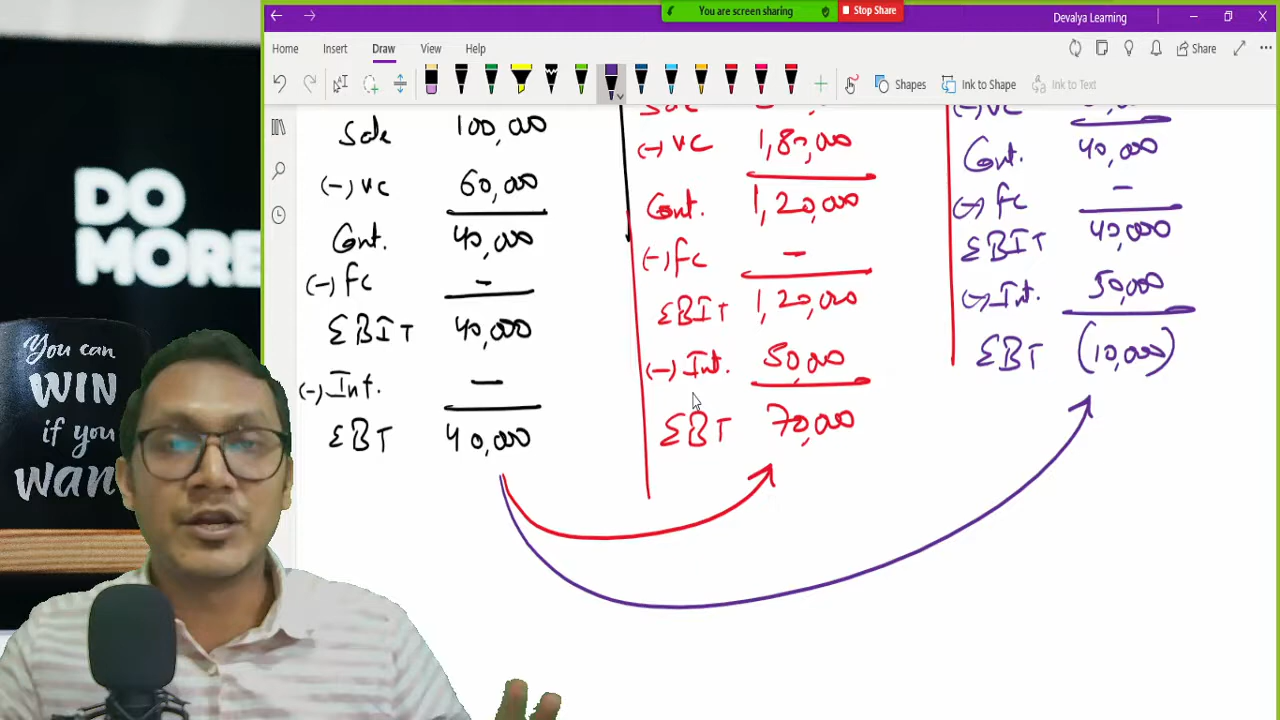 You are screen sharing
Stop Share
Devalya Learning
Home Insert Draw View Help
Share
Shapes
Ink to Shape
Ink to Text
DO
MORE
You can
WIN
if you
Want
Sale 100,000
(-) VC 60,000
Cont. 40,000
(-) FC -
EBIT 40,000
(-) Int. -
EBT 40,000
(-) VC 1,80,000
Cont. 1,20,000
(-) FC -
EBIT 1,20,000
(-) Int. 50,000
EBT 70,000
(-) VC
Cont. 40,000
(-) FC -
EBIT 40,000
(-) Int. 50,000
EBT (10,000)